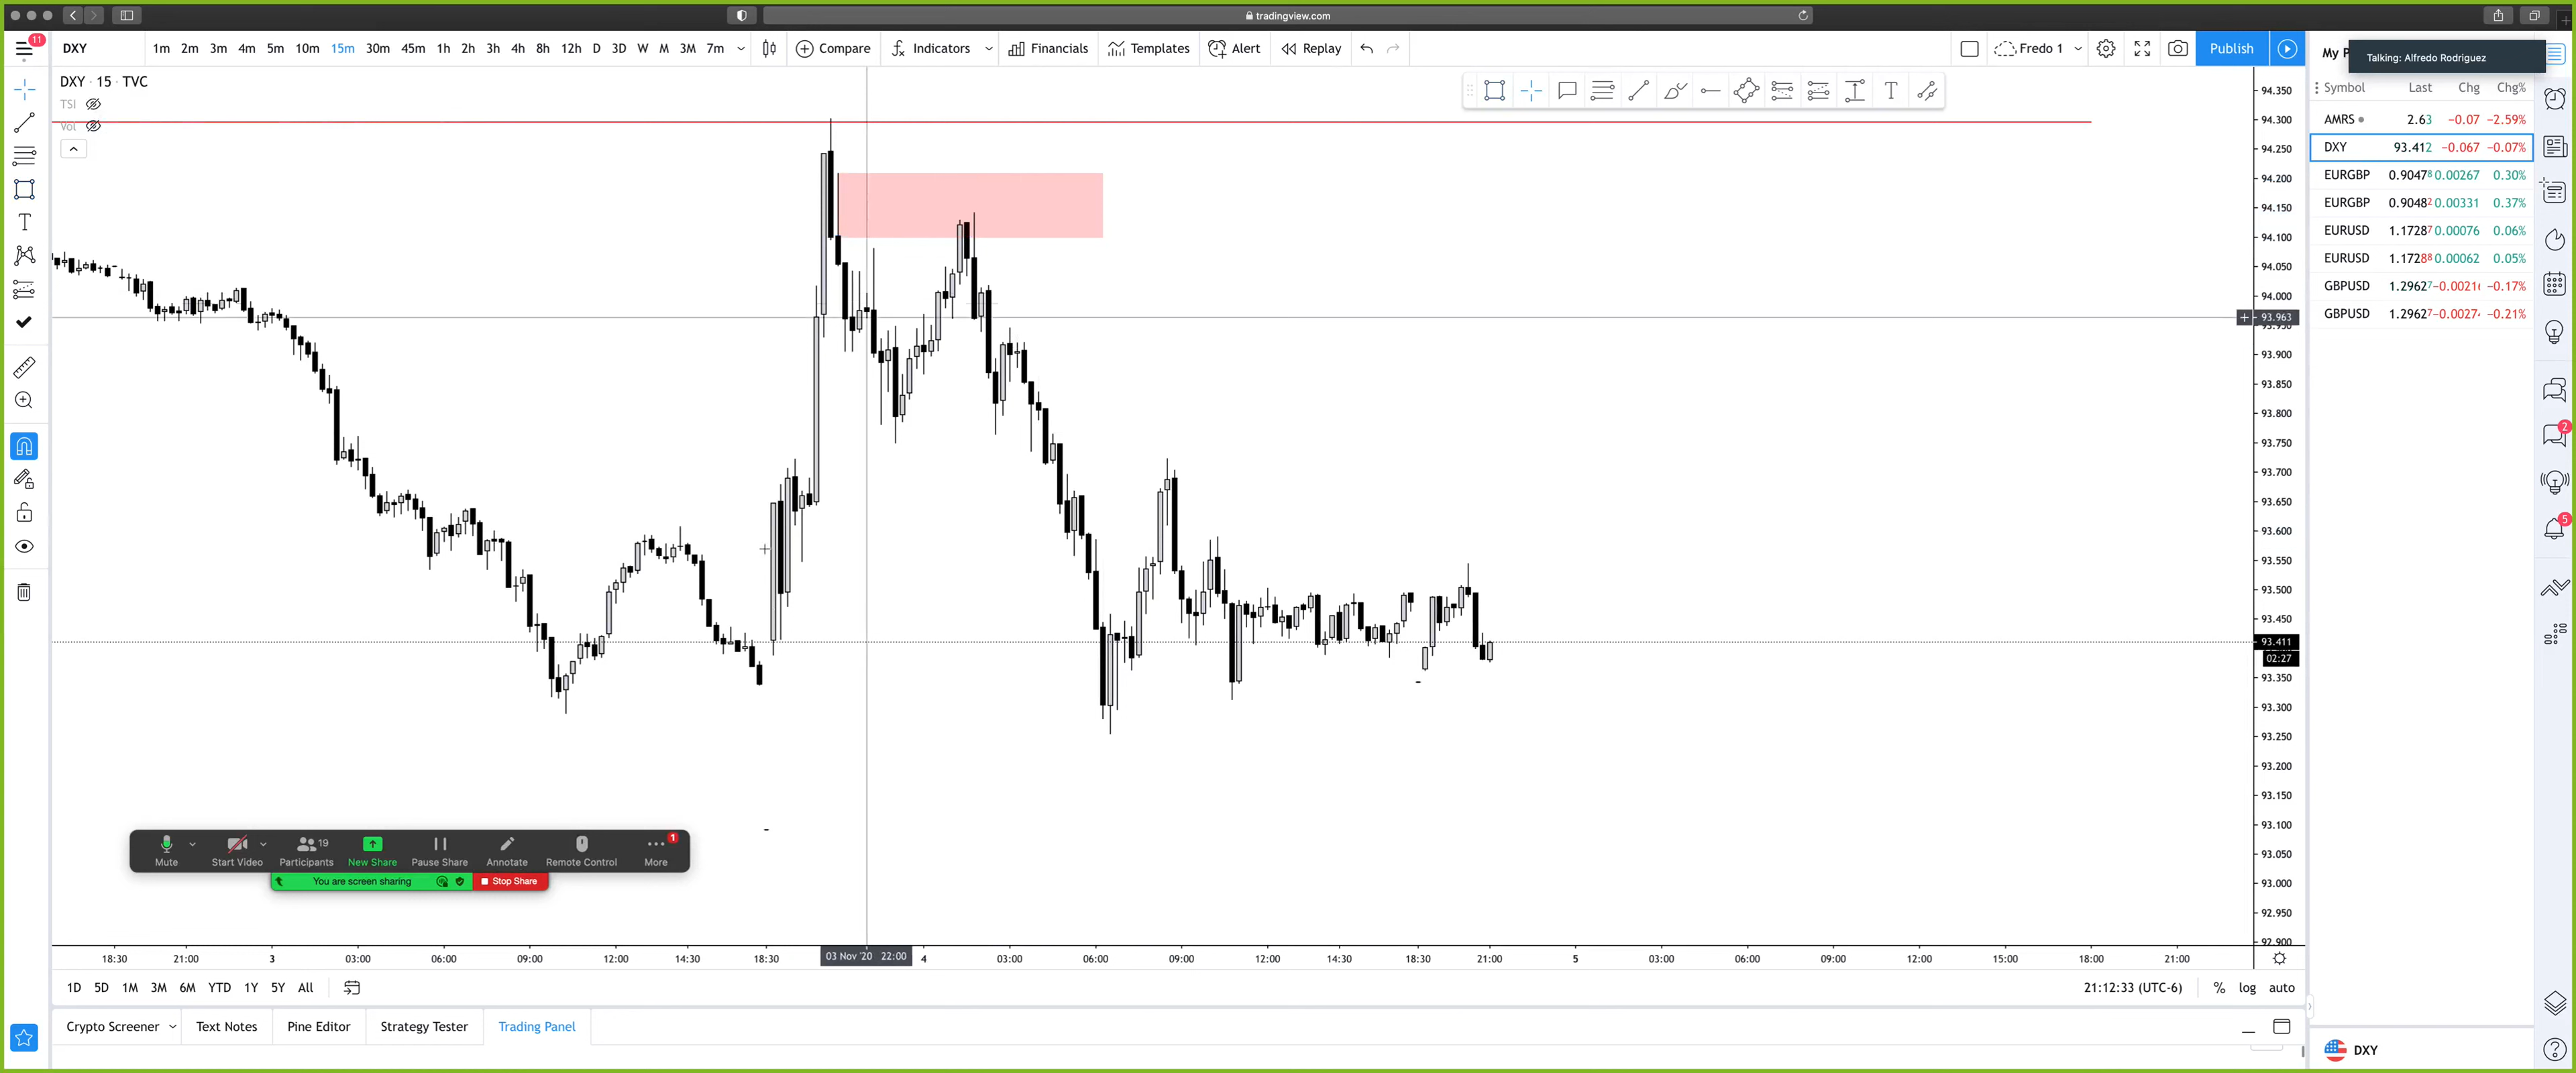 tradingview.com
11
DXY
1m 2m 3m 4m 5m 10m 15m 30m 45m 1h 2h 3h 4h 8h 12h D 3D W M 3M 7m
Compare
Indicators
Financials
Templates
Alert
Replay
Fredo 1
Publish
Talking: Alfredo Rodriguez
DXY · 15 · TVC
TSI
Vol
Symbol Last Chg Chg%
AMRS 2.63 −0.07 −2.59%
DXY 93.412 −0.067 −0.07%
EURGBP 0.90478 0.00267 0.30%
EURGBP 0.90482 0.00331 0.37%
EURUSD 1.17287 0.00076 0.06%
EURUSD 1.17288 0.00062 0.05%
GBPUSD 1.29627 −0.0021 −0.17%
GBPUSD 1.29627 −0.0027 −0.21%
94.350
94.300
94.250
94.200
94.150
94.100
94.050
94.000
93.963
93.950
93.900
93.850
93.800
93.750
93.700
93.650
93.600
93.550
93.500
93.450
93.411
02:27
93.350
93.300
93.250
93.200
93.150
93.100
93.050
93.000
92.950
92.900
2
5
19
1
Mute Start Video Participants New Share Pause Share Annotate Remote Control More
You are screen sharing Stop Share
18:30 21:00 3 03:00 06:00 09:00 12:00 14:30 18:30 03 Nov '20 22:00 4 03:00 06:00 09:00 12:00 14:30 18:30 21:00 5 03:00 06:00 09:00 12:00 15:00 18:00 21:00
1D 5D 1M 3M 6M YTD 1Y 5Y All
21:12:33 (UTC-6) % log auto
Crypto Screener Text Notes Pine Editor Strategy Tester Trading Panel
DXY